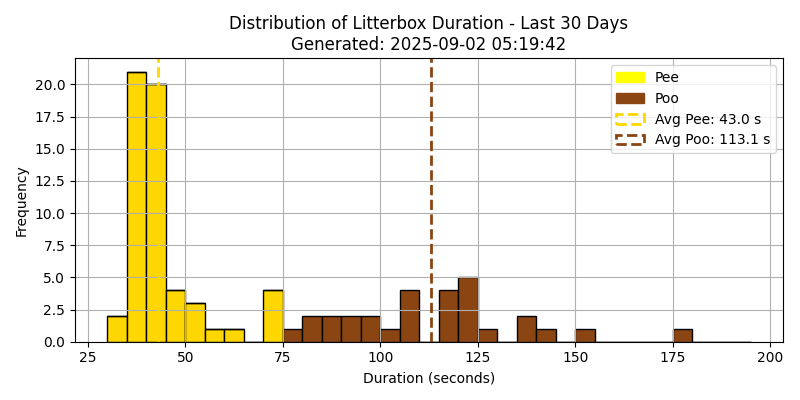 Distribution of Litterbox Duration - Last 30 Days
Generated: 2025-09-02 05:19:42
Pee
Poo
Avg Pee: 43.0 s
Avg Poo: 113.1 s
Frequency
20.0
17.5
15.0
12.5
10.0
7.5
5.0
2.5
0.0
25 50 75 100 125 150 175 200
Duration (seconds)